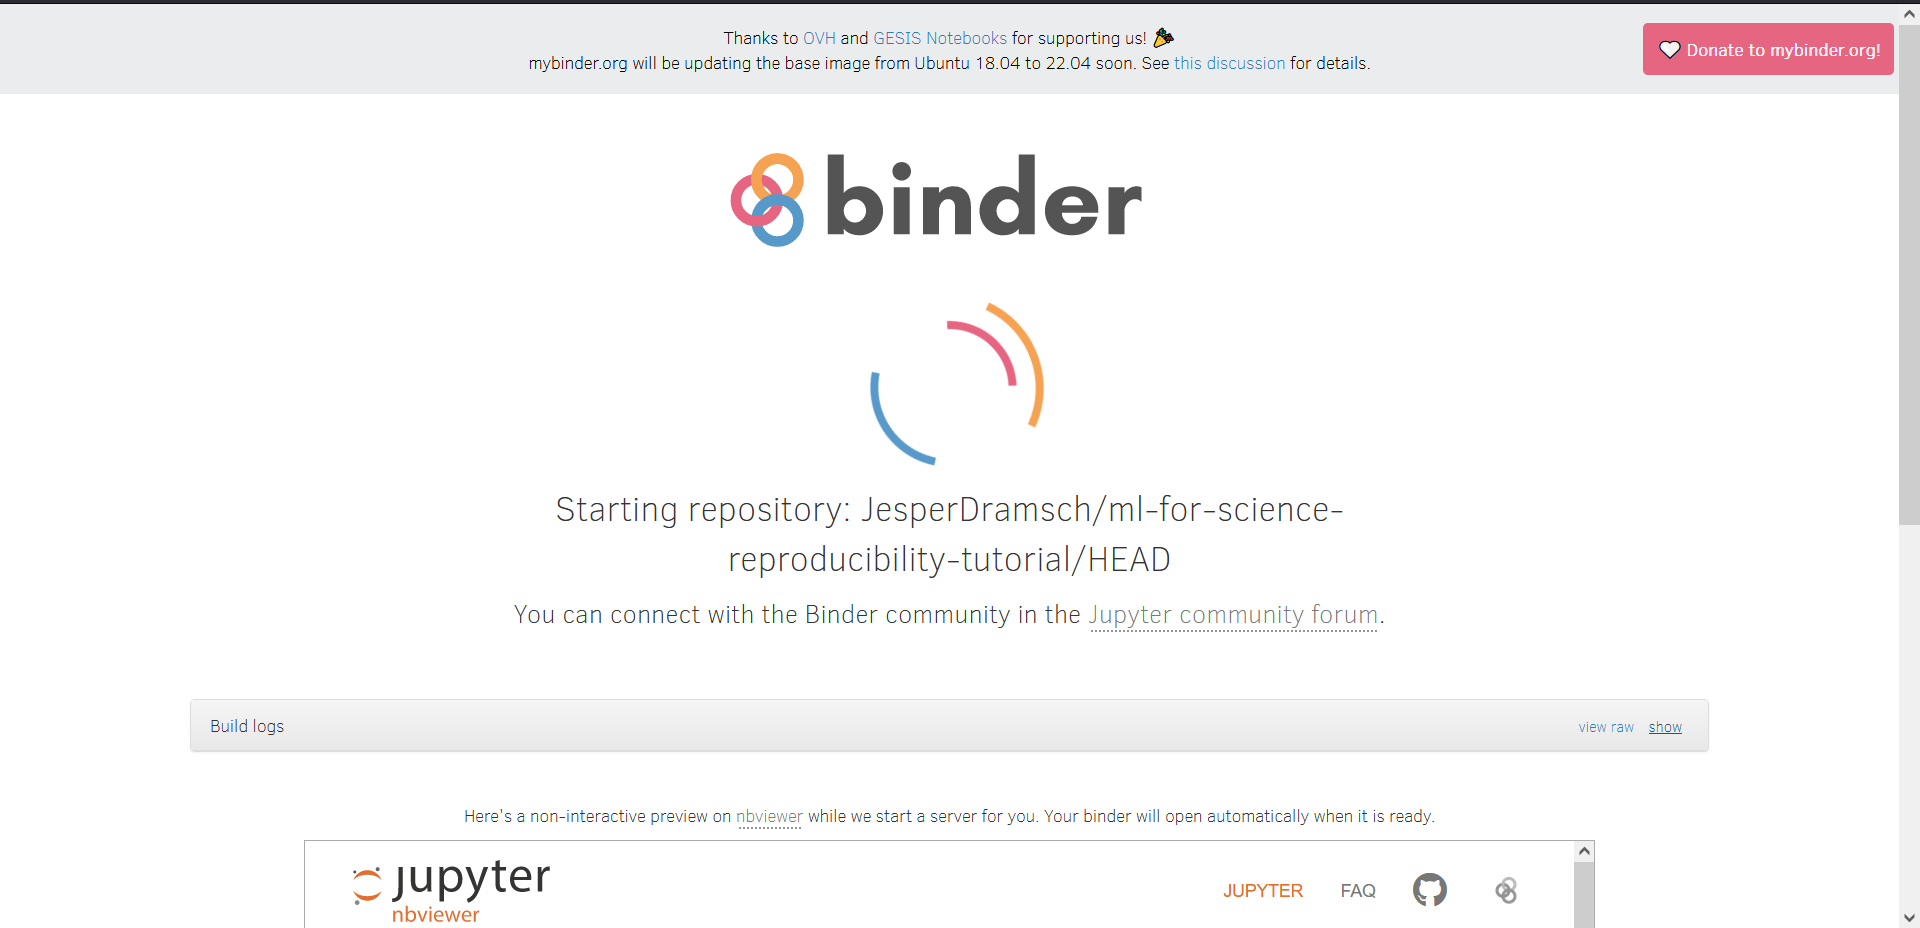 Thanks to OVH and GESIS Notebooks for supporting us! 🎉
mybinder.org will be updating the base image from Ubuntu 18.04 to 22.04 soon. See this discussion for details.
Donate to mybinder.org!
binder
Starting repository: JesperDramsch/ml-for-science-
reproducibility-tutorial/HEAD
You can connect with the Binder community in the Jupyter community forum.
Build logs
view raw show
Here's a non-interactive preview on nbviewer while we start a server for you. Your binder will open automatically when it is ready.
jupyter
nbviewer
JUPYTER FAQ